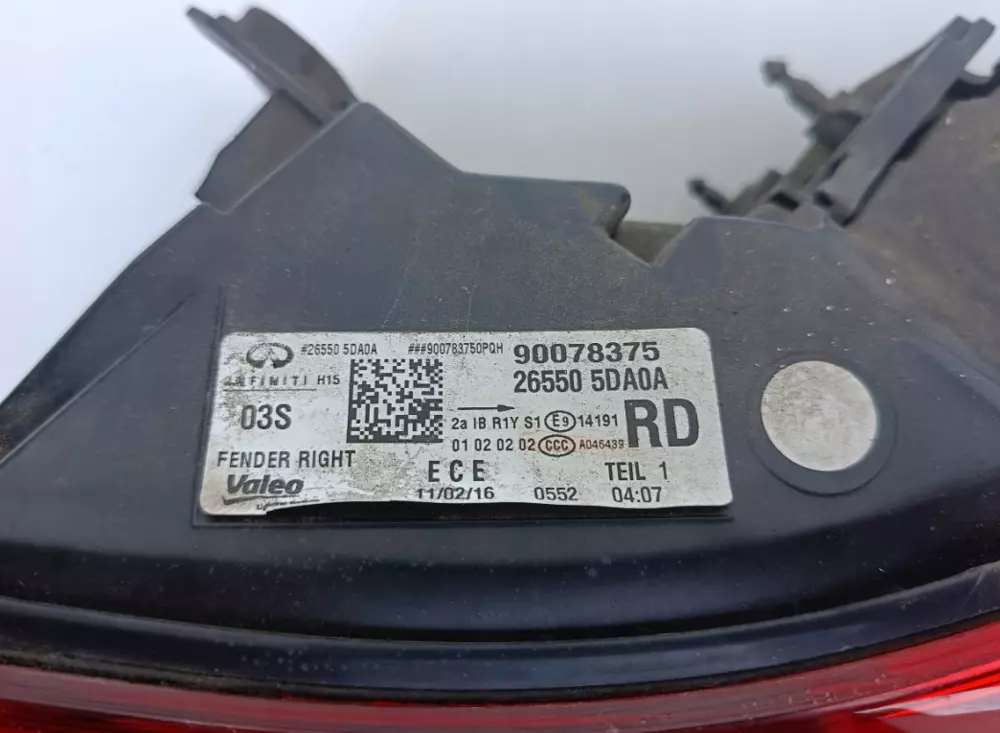 #26550 5DA0A ###900783750PQH 90078375
INFINITI H15 26550 5DA0A
03S 2a IB R1Y S1 E9 14191 RD
01 02 02 02 CCC A046439
FENDER RIGHT ECE TEIL 1
Valeo 11/02/16 0552 04:07